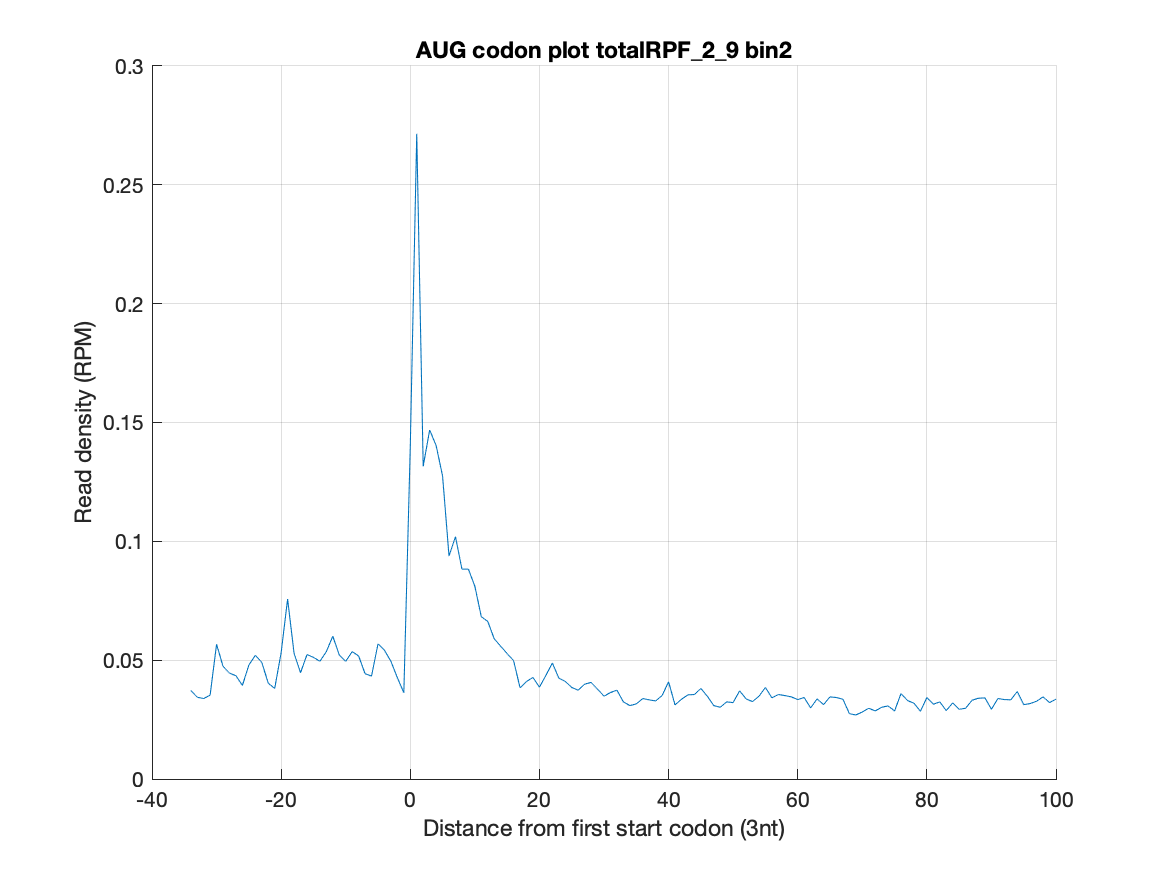 AUG codon plot totalRPF_2_9 bin2
0.3
0.25
0.2
0.15
0.1
0.05
0
Read density (RPM)
-40 -20 0 20 40 60 80 100
Distance from first start codon (3nt)